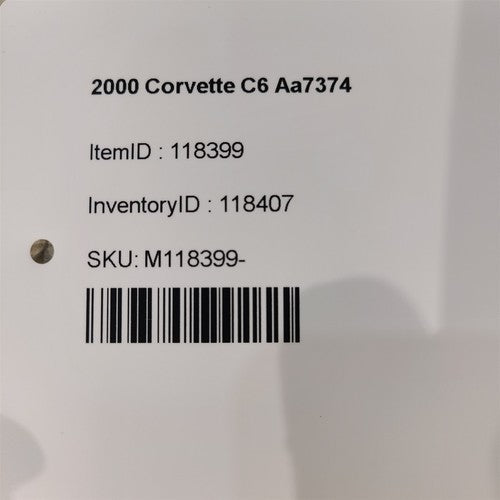 2000 Corvette C6 Aa7374
ItemID : 118399
InventoryID : 118407
SKU: M118399-